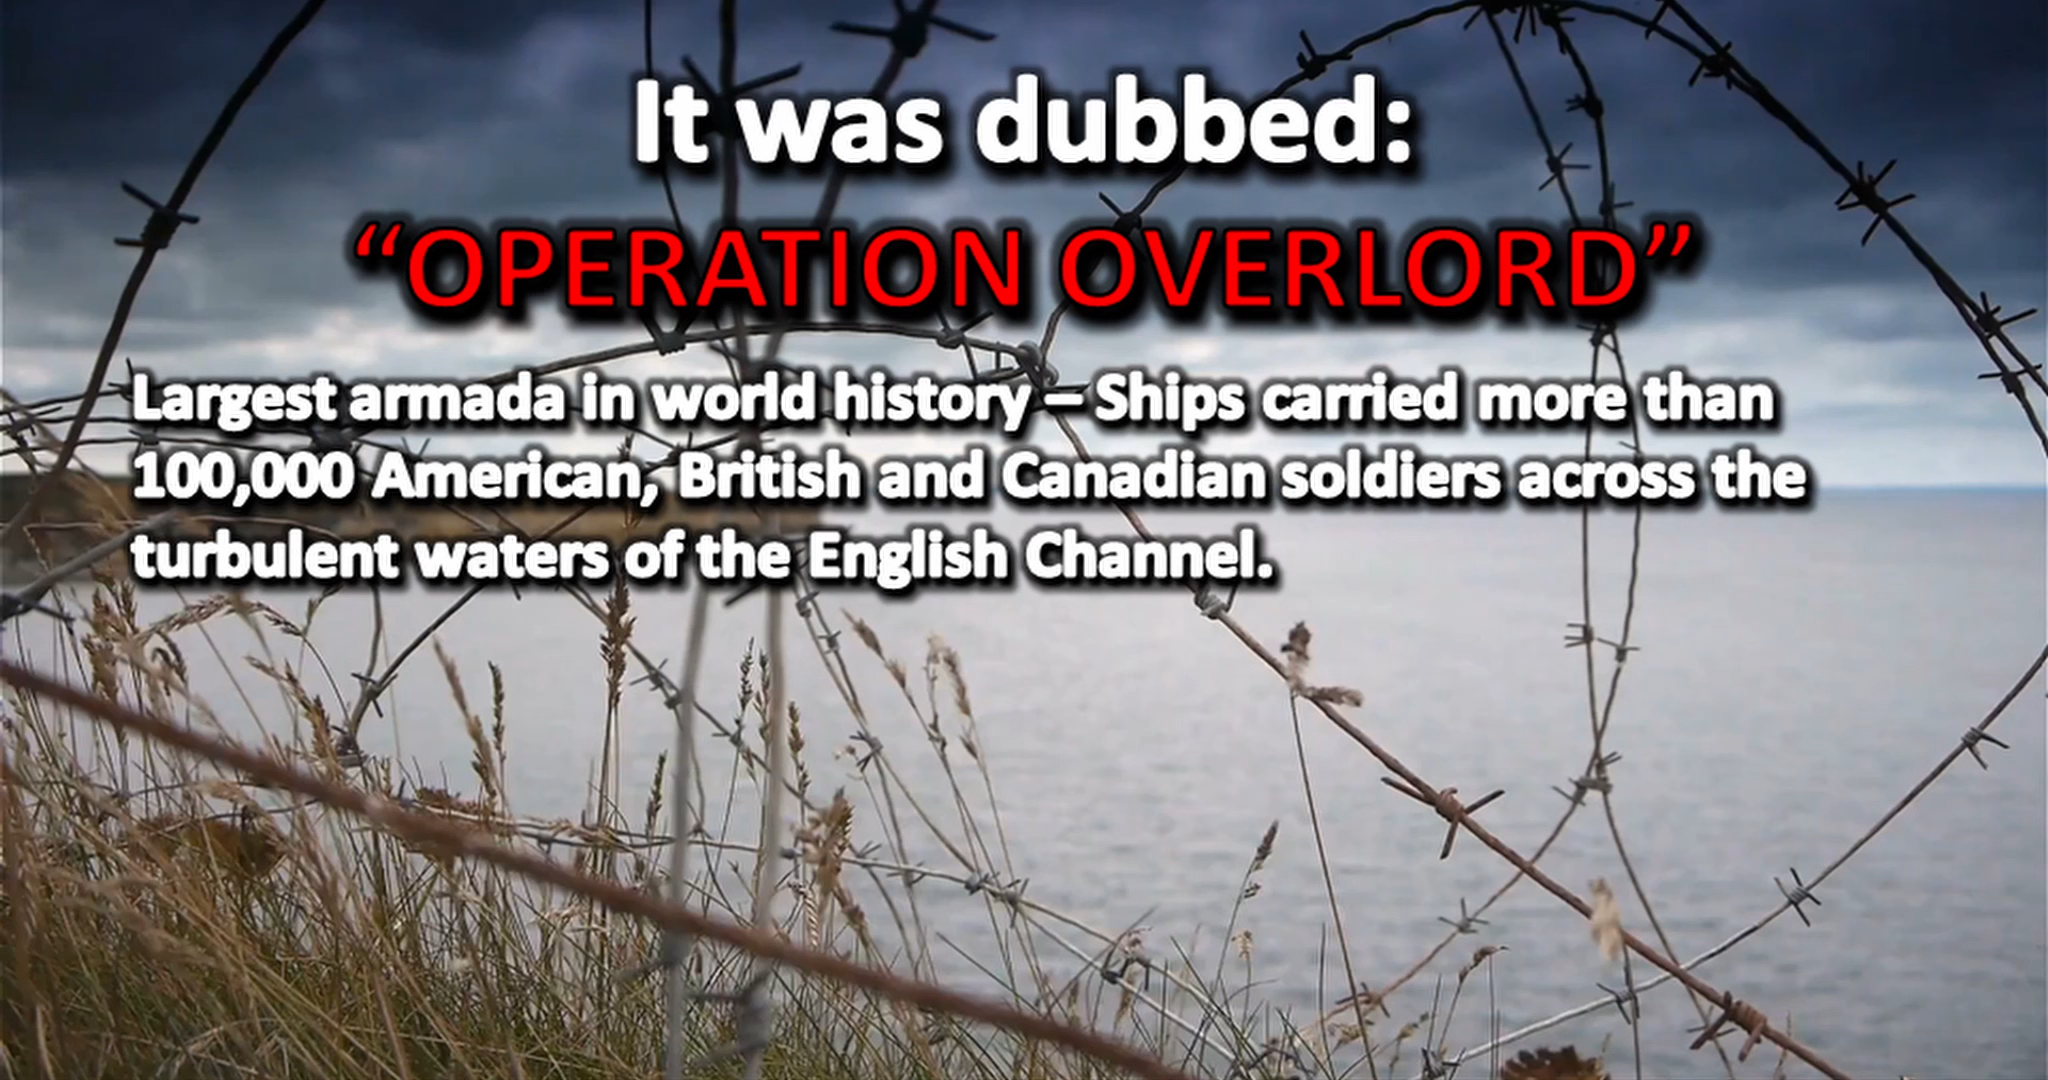 It was dubbed:
“OPERATION OVERLORD”
Largest armada in world history – Ships carried more than
100,000 American, British and Canadian soldiers across the
turbulent waters of the English Channel.